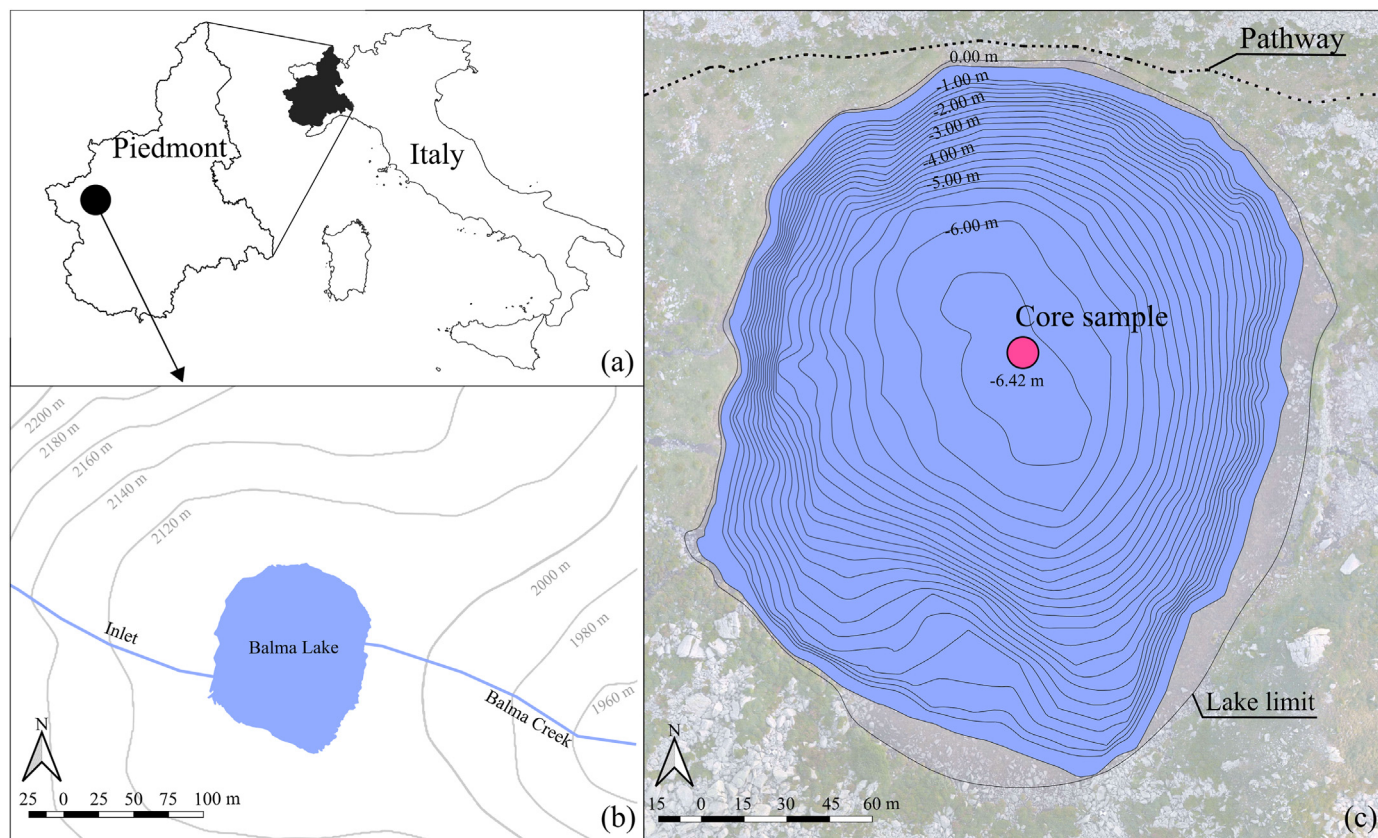 Piedmont
Italy
(a)
2200 m
2180 m
2160 m
2140 m
2120 m
2000 m
1980 m
1960 m
Inlet
Balma Lake
Balma Creek
N
25 0 25 50 75 100 m
(b)
Pathway
0.00 m
-1.00 m
-2.00 m
-3.00 m
-4.00 m
-5.00 m
-6.00 m
Core sample
-6.42 m
Lake limit
N
15 0 15 30 45 60 m
(c)